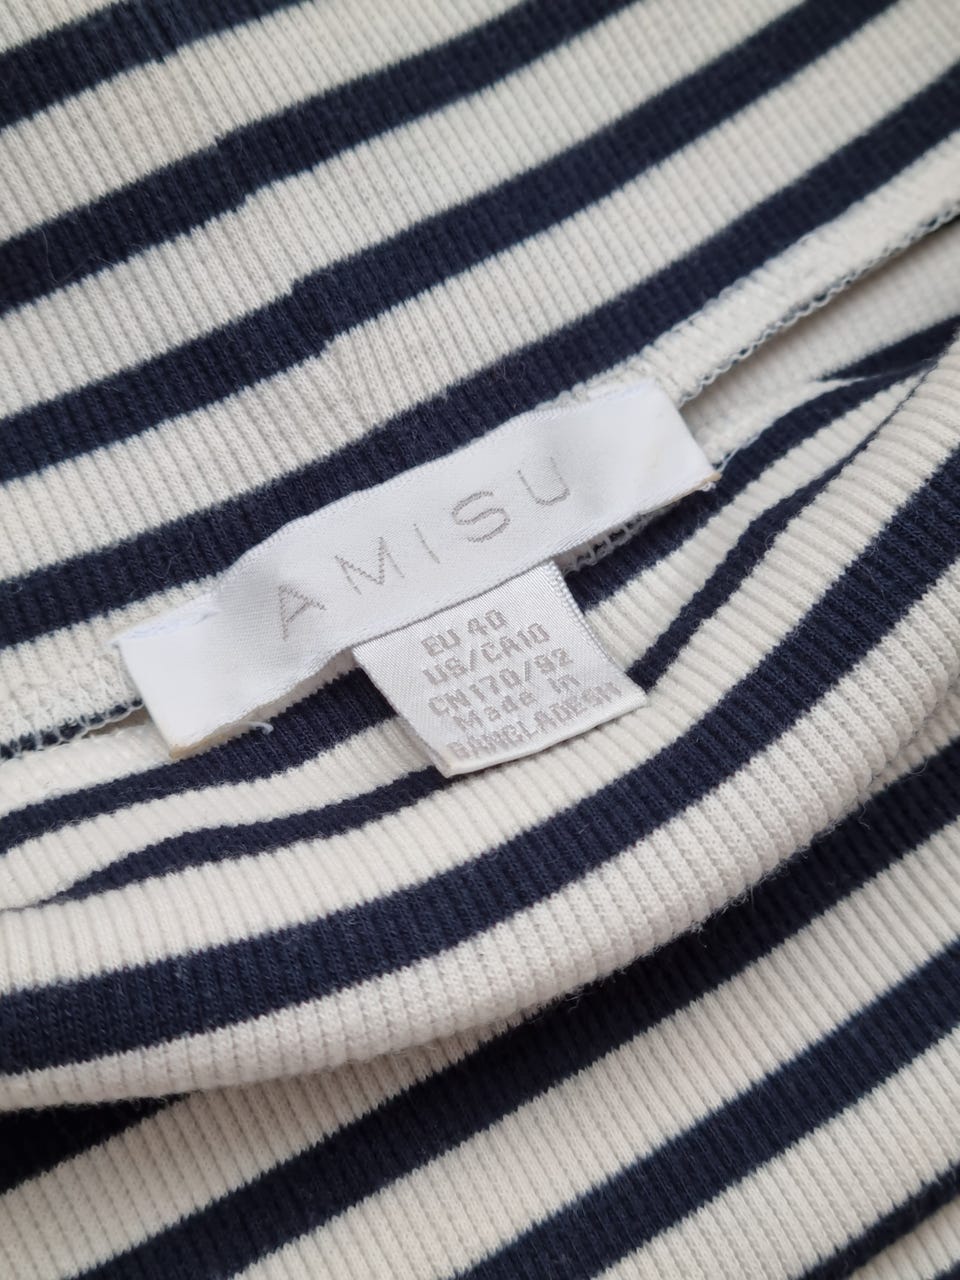 AMISU
EU 40
US/CA10
CN170/92
Made in
BANGLADESH